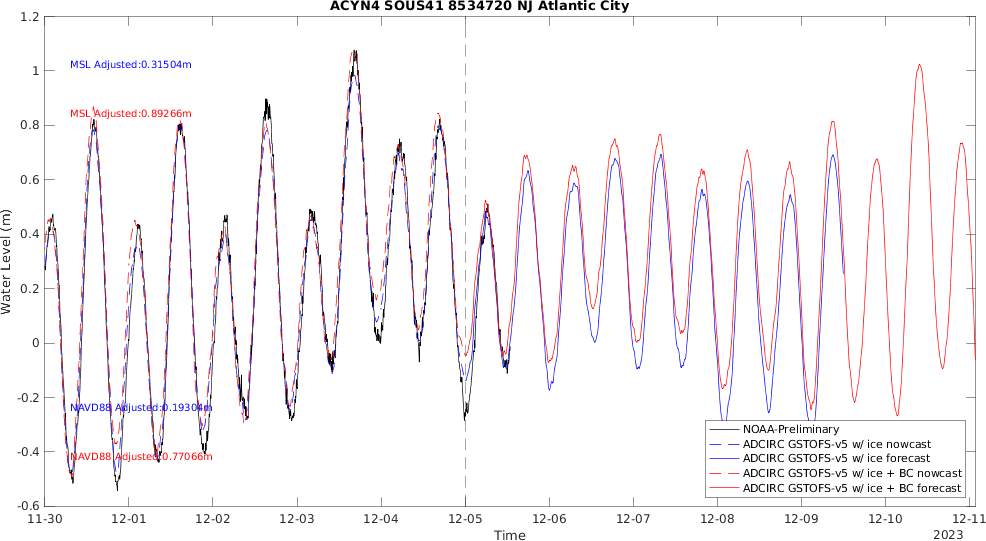 ACYN4 SOUS41 8534720 NJ Atlantic City
1.2
1
0.8
0.6
0.4
0.2
0
-0.2
-0.4
-0.6
Water Level (m)
MSL Adjusted:0.31504m
MSL Adjusted:0.89266m
NAVD88 Adjusted:0.19304m
NAVD88 Adjusted:0.77066m
NOAA-Preliminary
ADCIRC GSTOFS-v5 w/ ice nowcast
ADCIRC GSTOFS-v5 w/ ice forecast
ADCIRC GSTOFS-v5 w/ ice + BC nowcast
ADCIRC GSTOFS-v5 w/ ice + BC forecast
11-30 12-01 12-02 12-03 12-04 12-05 12-06 12-07 12-08 12-09 12-10 12-11
Time
2023